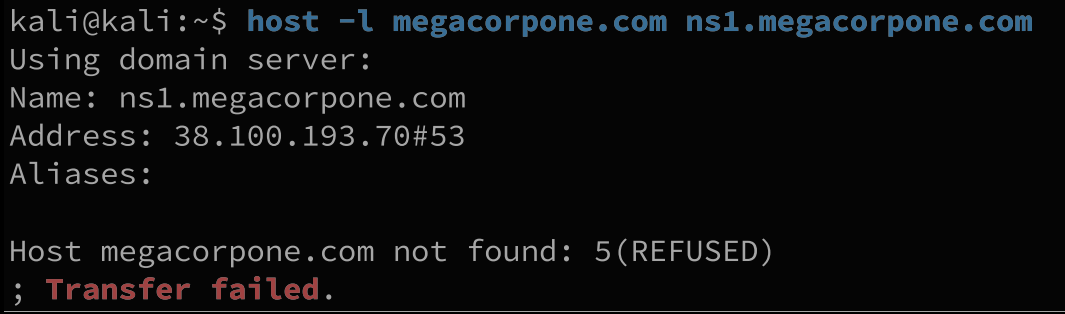 kali@kali:~$ host -l megacorpone.com ns1.megacorpone.com
Using domain server:
Name: ns1.megacorpone.com
Address: 38.100.193.70#53
Aliases:

Host megacorpone.com not found: 5(REFUSED)
; Transfer failed.